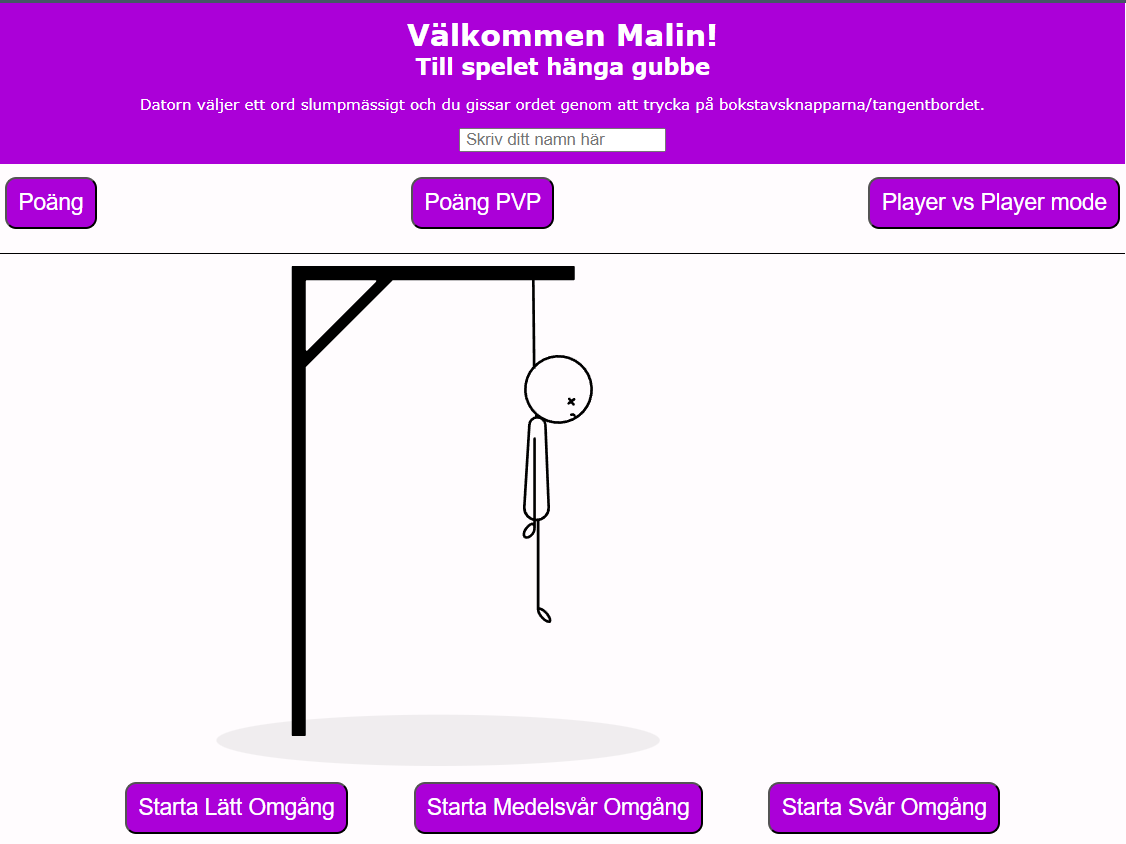 Välkommen Malin!
Till spelet hänga gubbe
Datorn väljer ett ord slumpmässigt och du gissar ordet genom att trycka på bokstavsknapparna/tangentbordet.
Skriv ditt namn här
Poäng
Poäng PVP
Player vs Player mode
Starta Lätt Omgång
Starta Medelsvår Omgång
Starta Svår Omgång